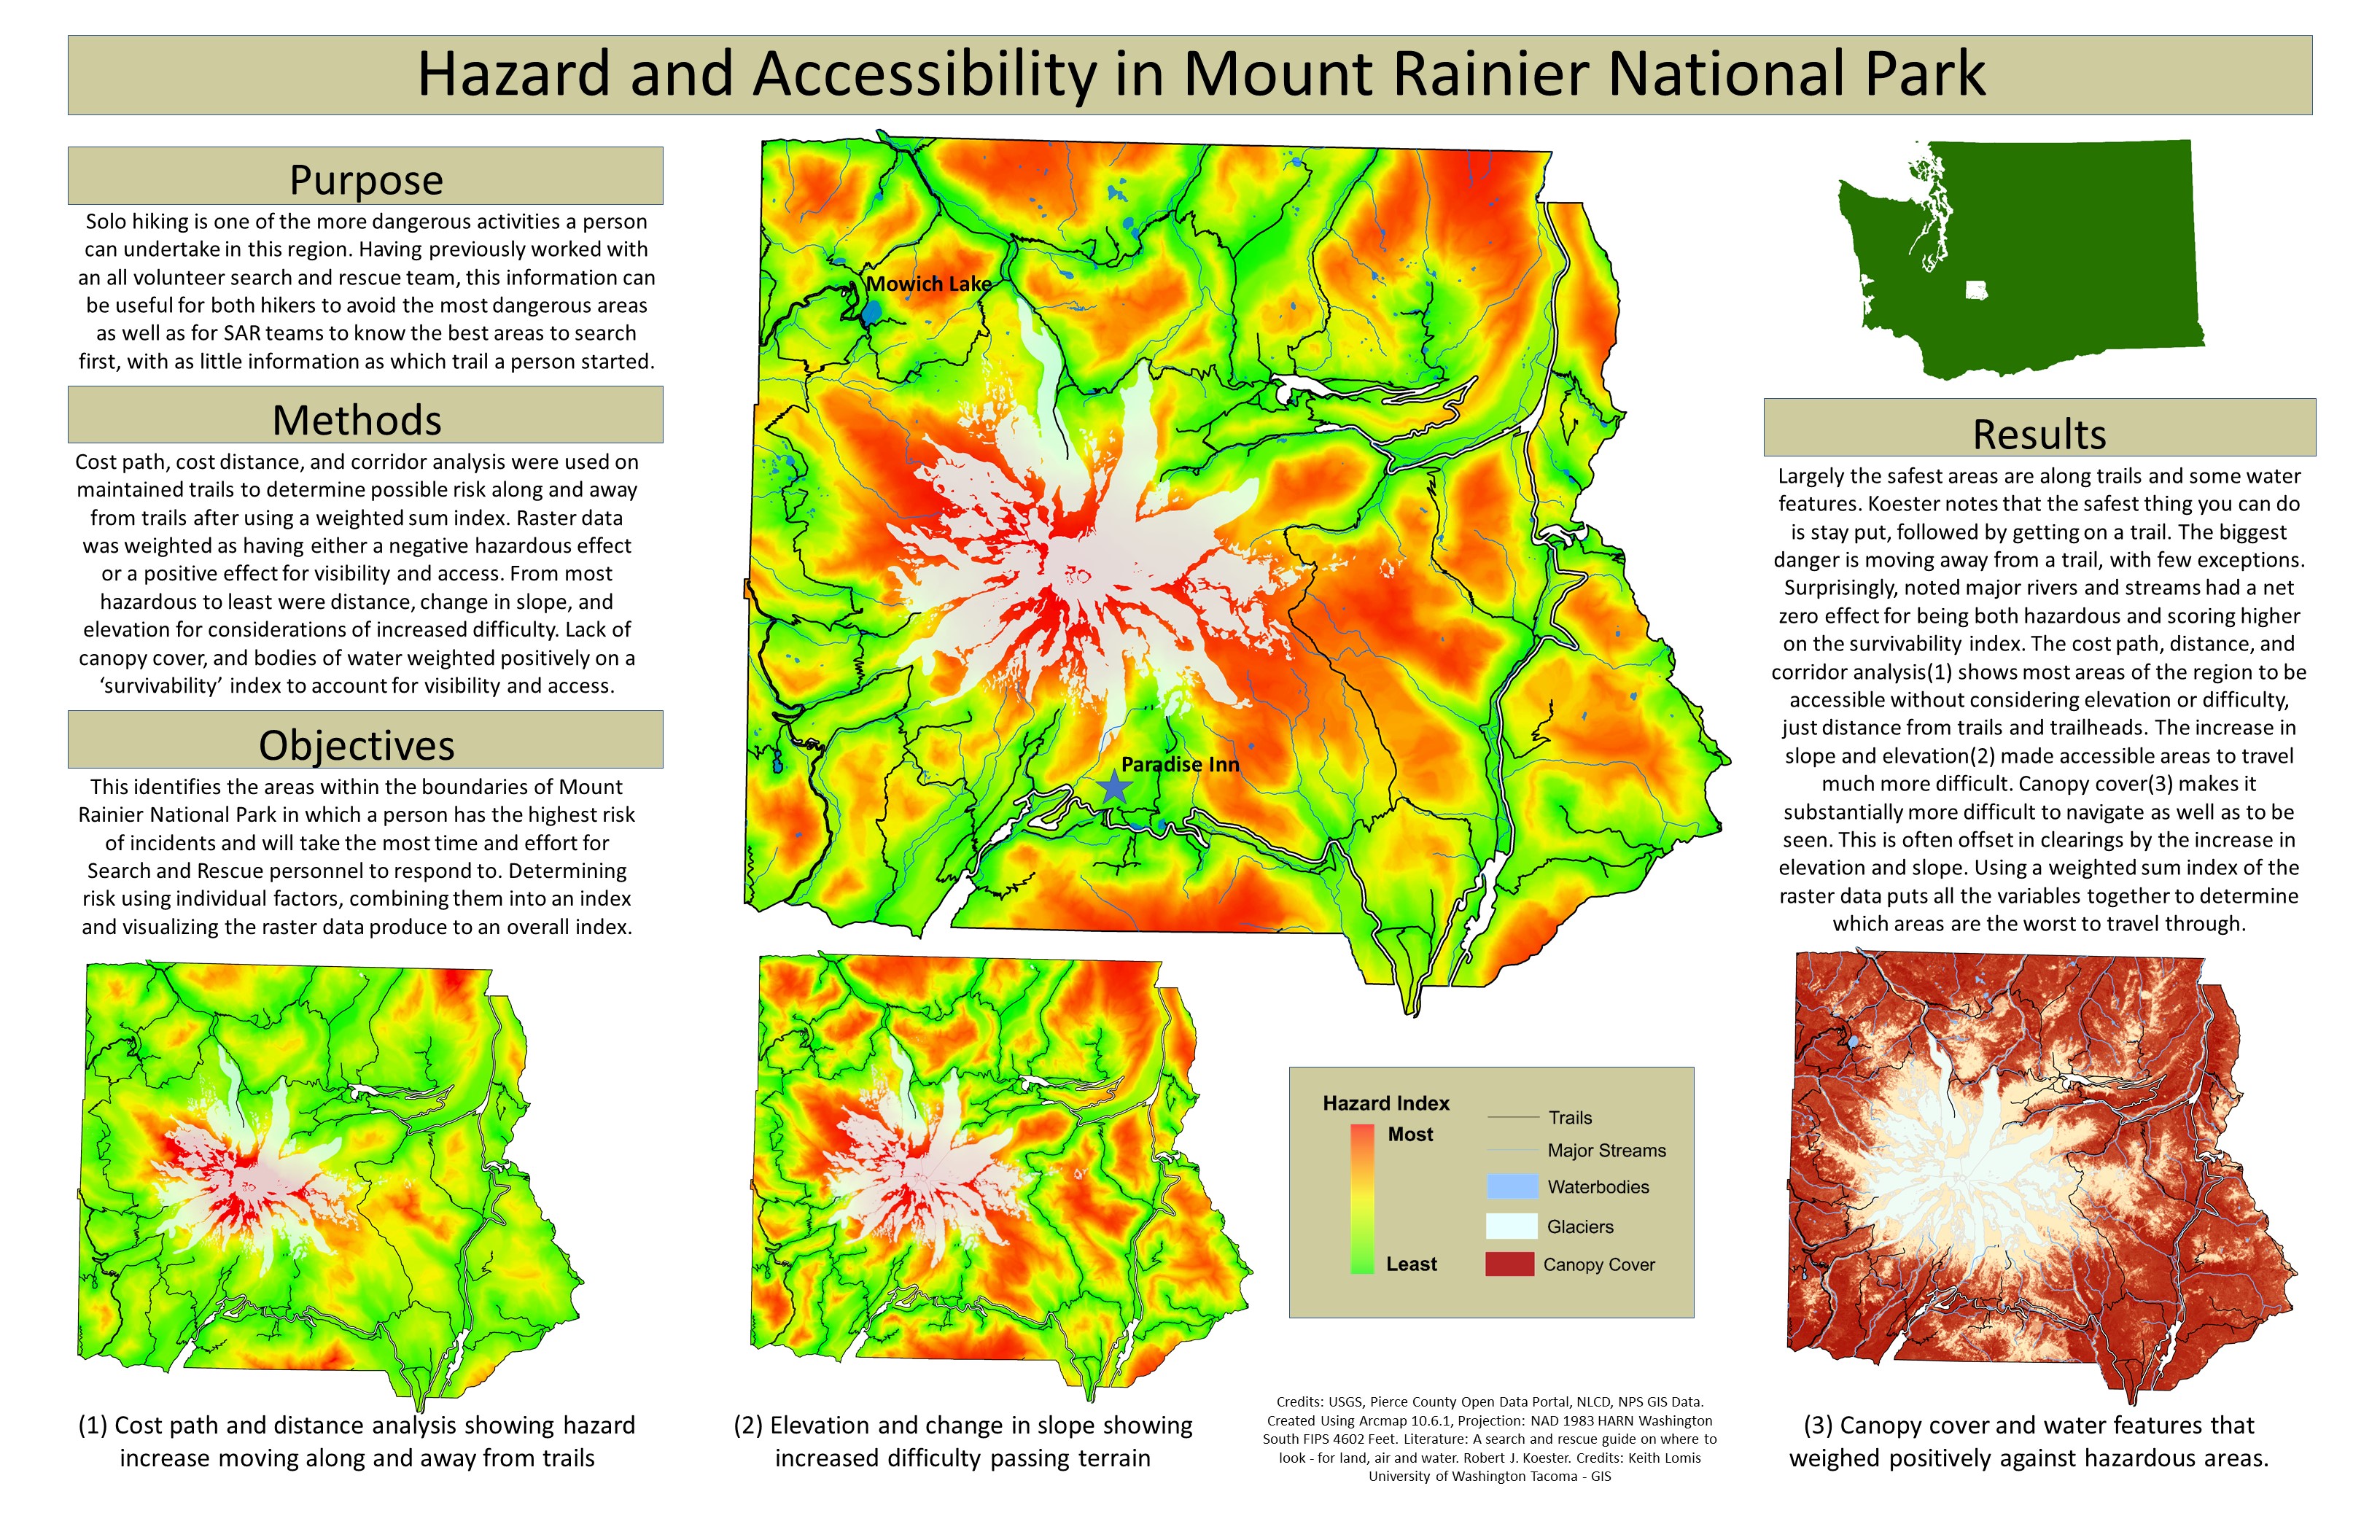 Hazard and Accessibility in Mount Rainier National Park
Purpose
Solo hiking is one of the more dangerous activities a person
can undertake in this region. Having previously worked with
an all volunteer search and rescue team, this information can
be useful for both hikers to avoid the most dangerous areas
as well as for SAR teams to know the best areas to search
first, with as little information as which trail a person started.
Methods
Cost path, cost distance, and corridor analysis were used on
maintained trails to determine possible risk along and away
from trails after using a weighted sum index. Raster data
was weighted as having either a negative hazardous effect
or a positive effect for visibility and access. From most
hazardous to least were distance, change in slope, and
elevation for considerations of increased difficulty. Lack of
canopy cover, and bodies of water weighted positively on a
‘survivability’ index to account for visibility and access.
Objectives
This identifies the areas within the boundaries of Mount
Rainier National Park in which a person has the highest risk
of incidents and will take the most time and effort for
Search and Rescue personnel to respond to. Determining
risk using individual factors, combining them into an index
and visualizing the raster data produce to an overall index.
Mowich Lake
Paradise Inn
Results
Largely the safest areas are along trails and some water
features. Koester notes that the safest thing you can do
is stay put, followed by getting on a trail. The biggest
danger is moving away from a trail, with few exceptions.
Surprisingly, noted major rivers and streams had a net
zero effect for being both hazardous and scoring higher
on the survivability index. The cost path, distance, and
corridor analysis(1) shows most areas of the region to be
accessible without considering elevation or difficulty,
just distance from trails and trailheads. The increase in
slope and elevation(2) made accessible areas to travel
much more difficult. Canopy cover(3) makes it
substantially more difficult to navigate as well as to be
seen. This is often offset in clearings by the increase in
elevation and slope. Using a weighted sum index of the
raster data puts all the variables together to determine
which areas are the worst to travel through.
(1) Cost path and distance analysis showing hazard
increase moving along and away from trails
(2) Elevation and change in slope showing
increased difficulty passing terrain
Hazard Index
Most
Least
Trails
Major Streams
Waterbodies
Glaciers
Canopy Cover
Credits: USGS, Pierce County Open Data Portal, NLCD, NPS GIS Data.
Created Using Arcmap 10.6.1, Projection: NAD 1983 HARN Washington
South FIPS 4602 Feet. Literature: A search and rescue guide on where to
look - for land, air and water. Robert J. Koester. Credits: Keith Lomis
University of Washington Tacoma - GIS
(3) Canopy cover and water features that
weighed positively against hazardous areas.